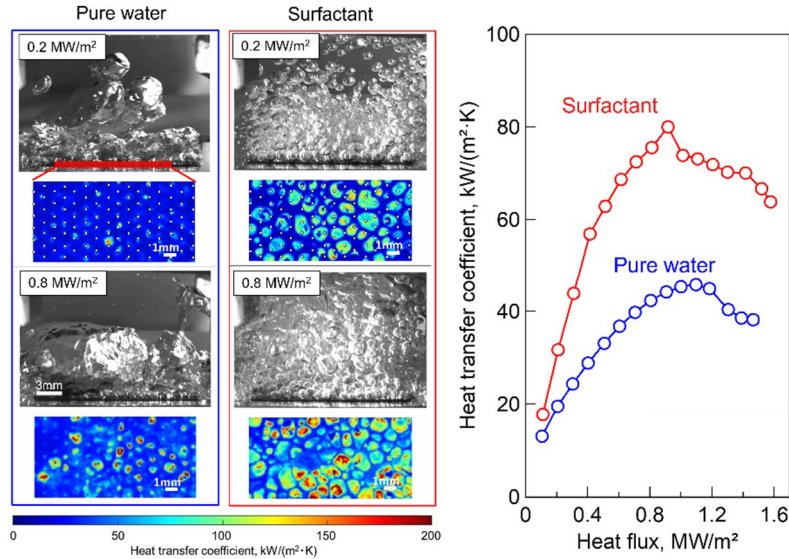 Pure water
Surfactant
0.2 MW/m²
0.2 MW/m²
1mm
1mm
0.8 MW/m²
0.8 MW/m²
3mm
1mm
1mm
0
50
100
150
200
Heat transfer coefficient, kW/(m²·K)
Heat transfer coefficient, kW/(m²·K)
100
80
60
40
20
0
Surfactant
Pure water
0
0.4
0.8
1.2
1.6
Heat flux, MW/m²